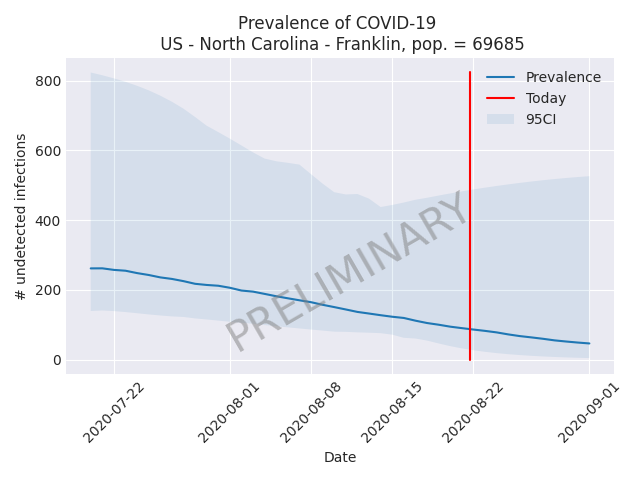 Prevalence of COVID-19
US - North Carolina - Franklin, pop. = 69685
Prevalence
Today
95CI
800
600
400
200
0
# undetected infections
PRELIMINARY
2020-07-22
2020-08-01
2020-08-08
2020-08-15
2020-08-22
2020-09-01
Date